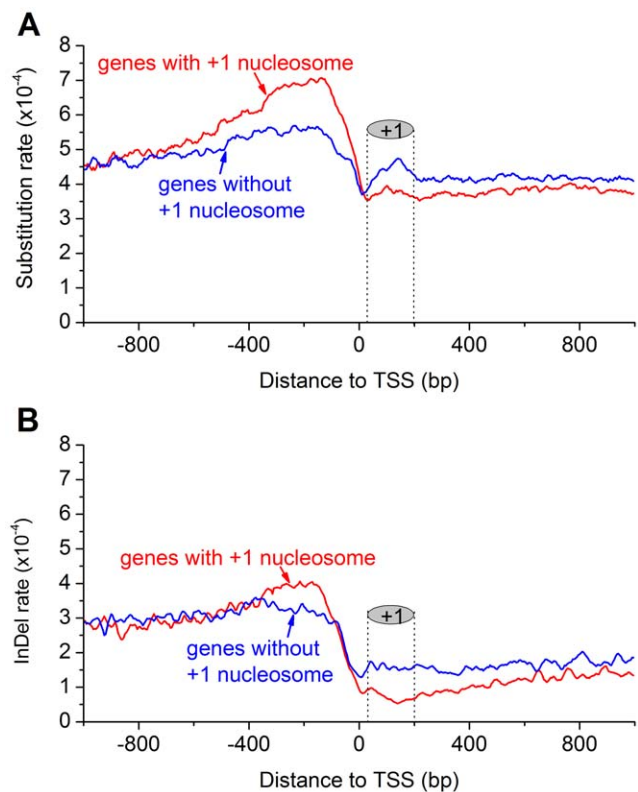 A
Substitution rate (x10⁻⁴)
8
7
6
5
4
3
2
1
0
genes with +1 nucleosome
genes without
+1 nucleosome
+1
-800
-400
0
400
800
Distance to TSS (bp)
B
InDel rate (x10⁻⁴)
8
7
6
5
4
3
2
1
0
genes with +1 nucleosome
genes without
+1 nucleosome
+1
-800
-400
0
400
800
Distance to TSS (bp)